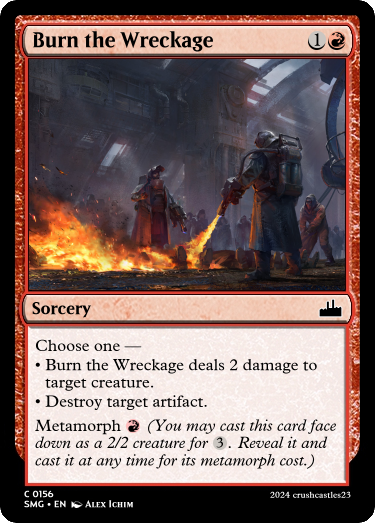 Burn the Wreckage 1
Sorcery
Choose one —
• Burn the Wreckage deals 2 damage to
target creature.
• Destroy target artifact.
Metamorph (You may cast this card face
down as a 2/2 creature for 3. Reveal it and
cast it at any time for its metamorph cost.)
C 0156
SMG • EN Alex Ichim
2024 crushcastles23